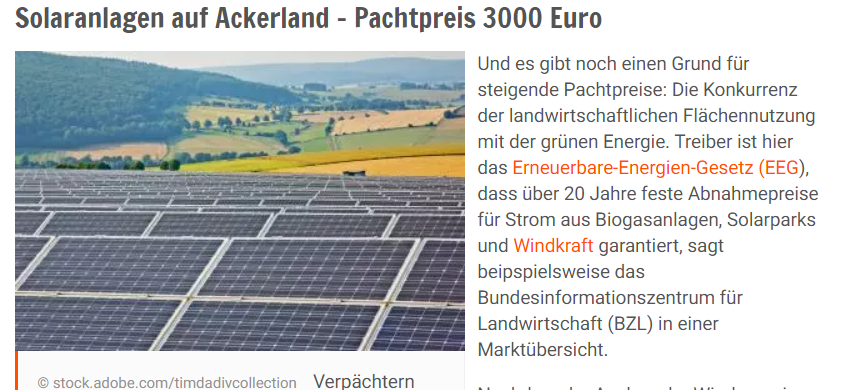 Solaranlagen auf Ackerland - Pachtpreis 3000 Euro
Und es gibt noch einen Grund für
steigende Pachtpreise: Die Konkurrenz
der landwirtschaftlichen Flächennutzung
mit der grünen Energie. Treiber ist hier
das Erneuerbare-Energien-Gesetz (EEG),
dass über 20 Jahre feste Abnahmepreise
für Strom aus Biogasanlagen, Solarparks
und Windkraft garantiert, sagt
beipspielsweise das
Bundesinformationszentrum für
Landwirtschaft (BZL) in einer
Marktübersicht.
© stock.adobe.com/timdadivcollection
Verpächtern